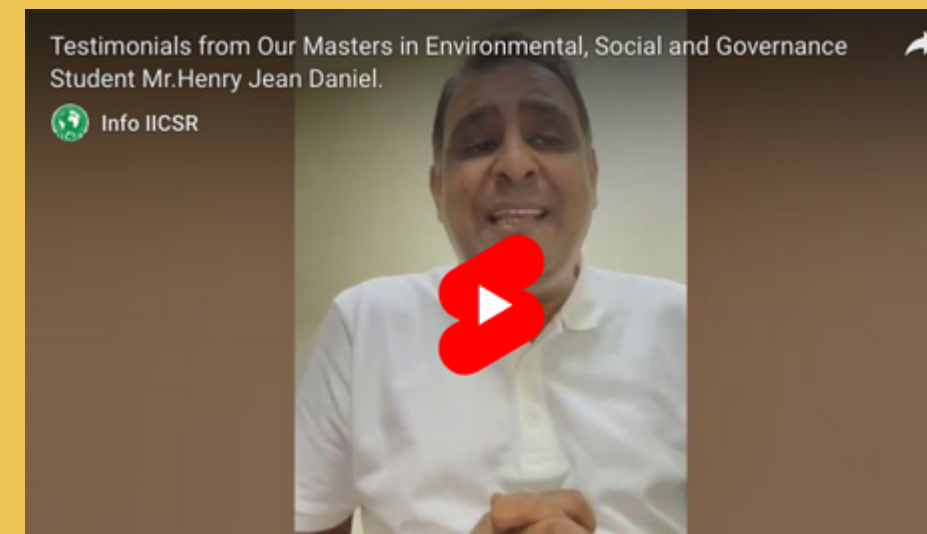 Testimonials from Our Masters in Environmental, Social and Governance
Student Mr.Henry Jean Daniel.
Info IICSR